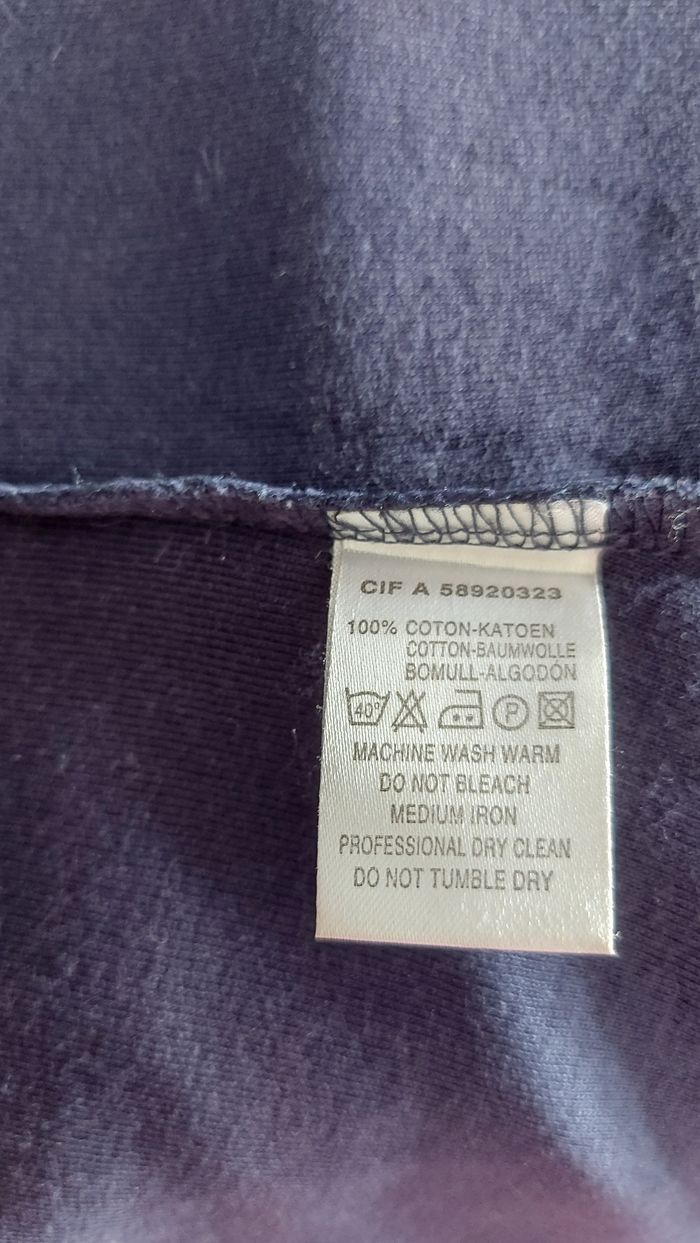 CIF A 58920323
100% COTON-KATOEN
COTTON-BAUMWOLLE
BOMULL-ALGODÓN
40° P
MACHINE WASH WARM
DO NOT BLEACH
MEDIUM IRON
PROFESSIONAL DRY CLEAN
DO NOT TUMBLE DRY